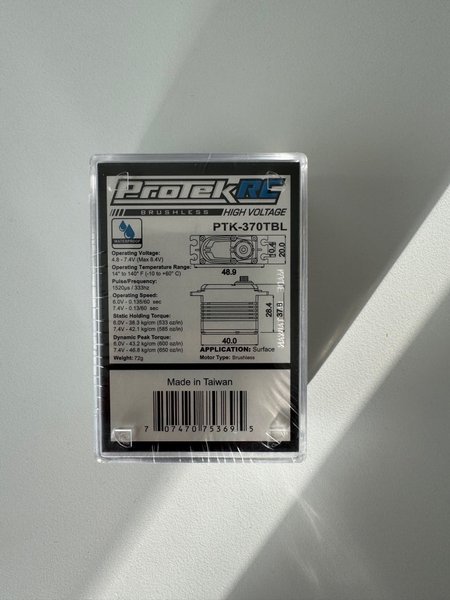 ProTek RC
BRUSHLESS HIGH VOLTAGE
PTK-370TBL
WATERPROOF
Operating Voltage:
4.8 - 7.4V (Max 8.4V)
Operating Temperature Range:
14° to 140° F (-10 to +60° C)
Pulse/Frequency:
1520µs / 333hz
Operating Speed:
6.0V - 0.138/60 sec
7.4V - 0.13/60 sec
Static Holding Torque:
6.0V - 38.3 kg/cm (533 oz/in)
7.4V - 42.1 kg/cm (585 oz/in)
Dynamic Peak Torque:
6.0V - 43.2 kg/cm (600 oz/in)
7.4V - 46.8 kg/cm (650 oz/in)
Weight: 72g
10.4
20.0
48.9
28.4
40.0
APPLICATION: Surface
Motor Type: Brushless
Made in Taiwan
7 07470 75369 5